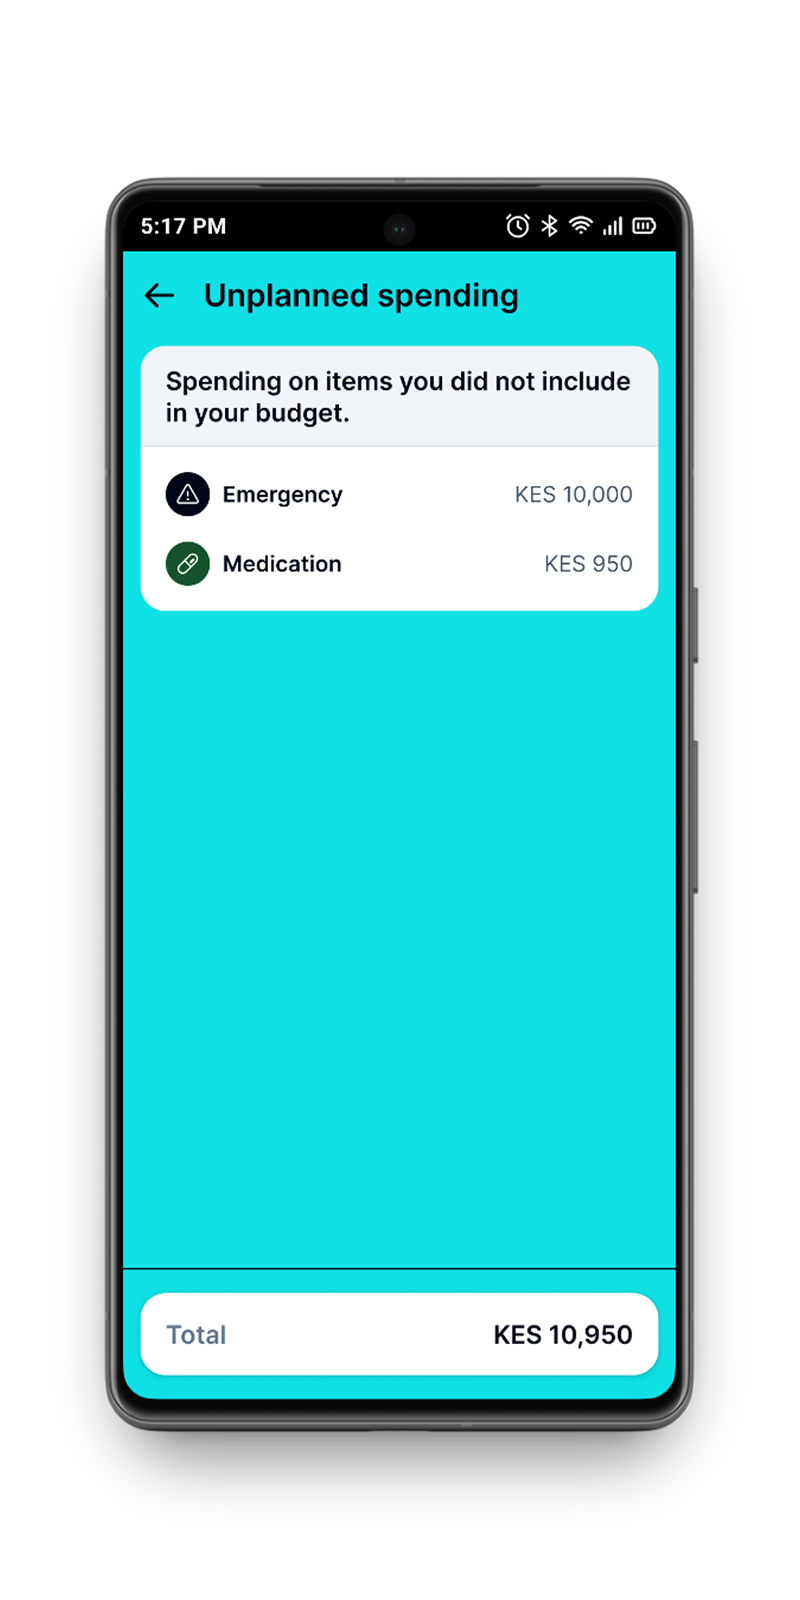 5:17 PM
Unplanned spending
Spending on items you did not include
in your budget.
Emergency KES 10,000
Medication KES 950
Total KES 10,950